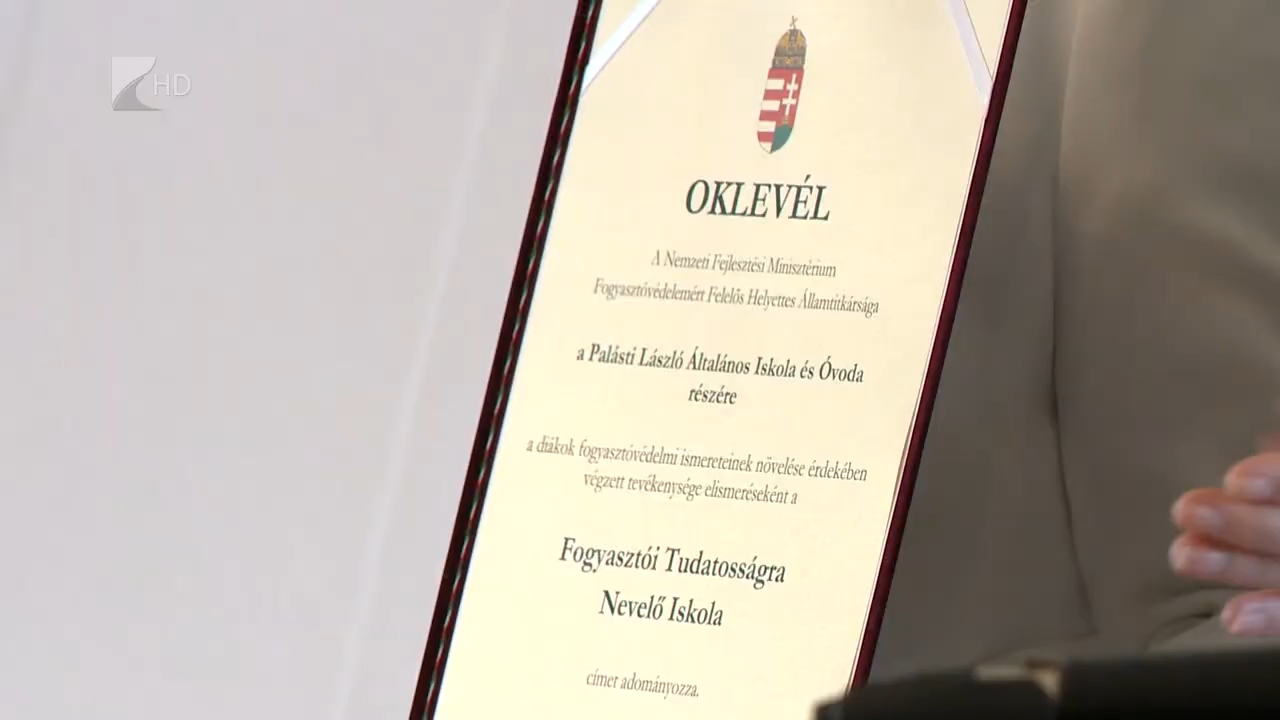 HD
OKLEVÉL
A Nemzeti Fejlesztési Minisztérium
Fogyasztóvédelemért Felelős Helyettes Államtitkársága
a Palásti László Általános Iskola és Óvoda
részére
a diákok fogyasztóvédelmi ismereteinek növelése érdekében
végzett tevékenysége elismeréseként a
Fogyasztói Tudatosságra
Nevelő Iskola
címet adományozza.